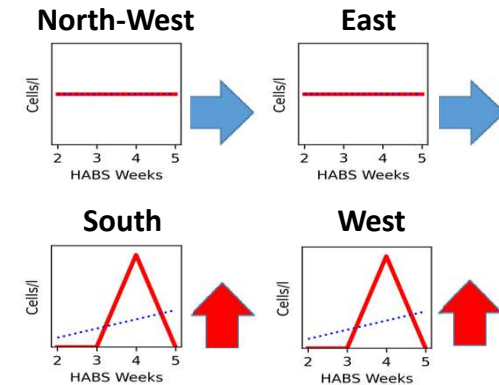 North-West
East
Cells/l
2 3 4 5
HABS Weeks
Cells/l
2 3 4 5
HABS Weeks
South
West
Cells/l
2 3 4 5
HABS Weeks
Cells/l
2 3 4 5
HABS Weeks